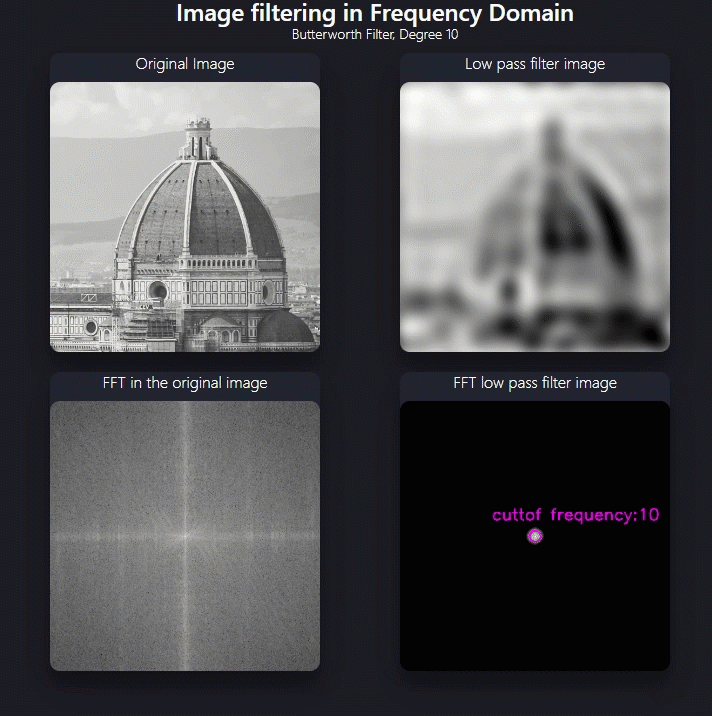 Image filtering in Frequency Domain
Butterworth Filter, Degree 10
Original Image
Low pass filter image
FFT in the original image
FFT low pass filter image
cuttof frequency:10